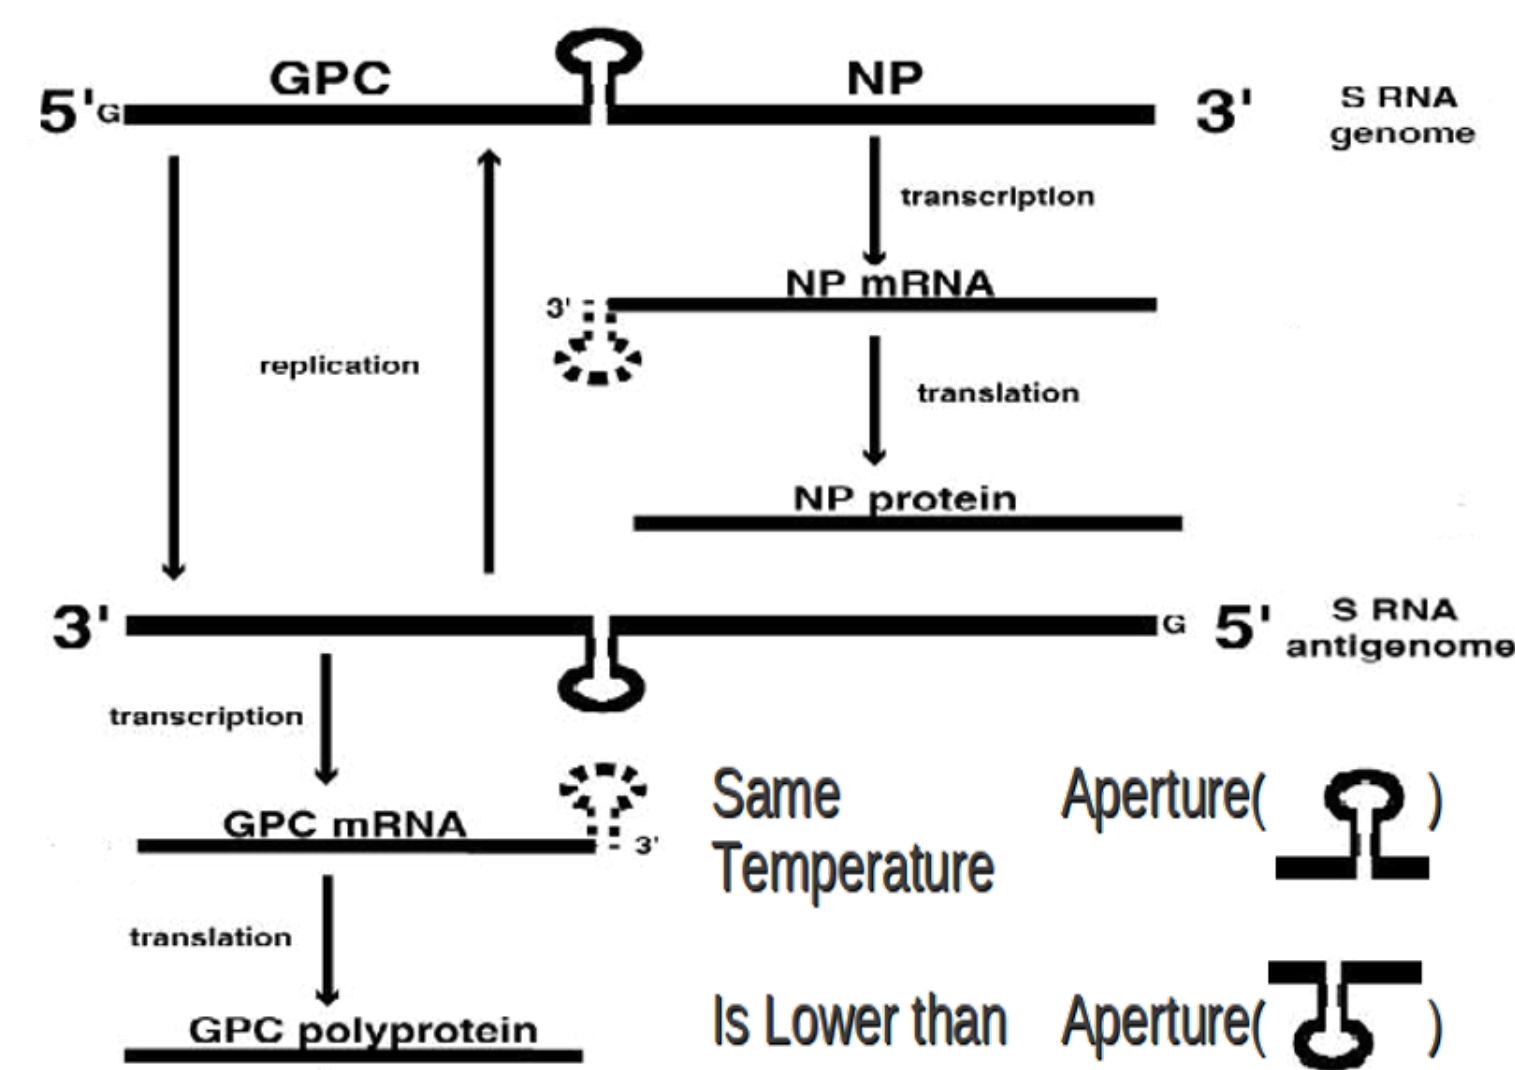 GPC NP
5' G 3' S RNA
genome
transcription
NP mRNA
3'
replication
translation
NP protein
3' G 5' S RNA
antigenome
transcription
GPC mRNA
3'
translation
GPC polyprotein
Same Aperture( )
Temperature
Is Lower than Aperture( )